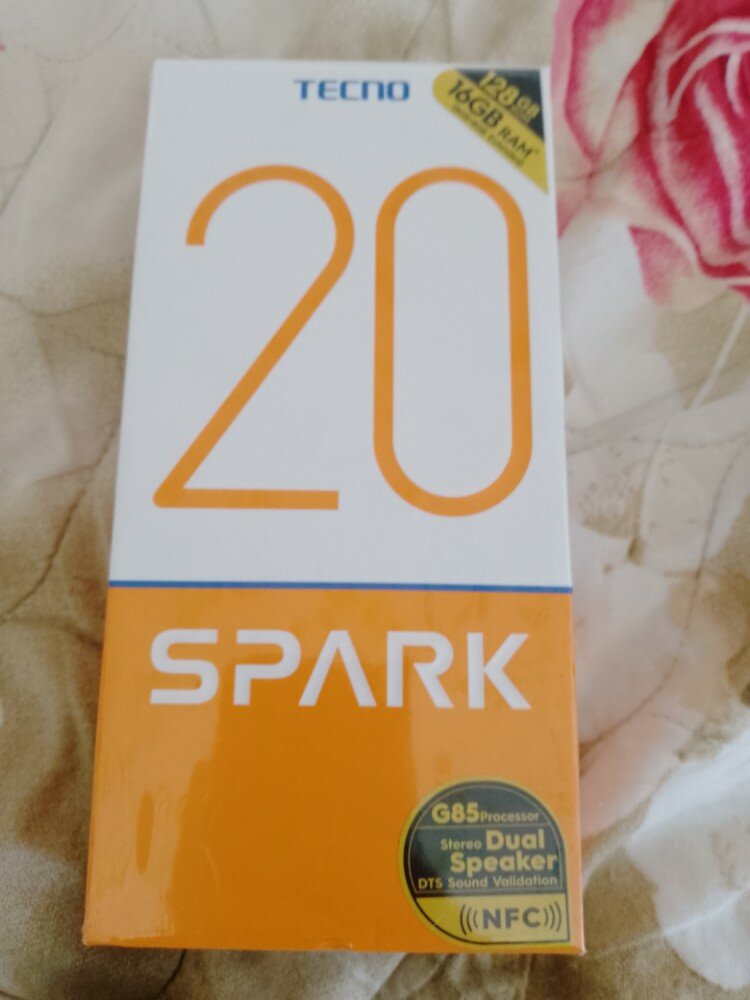 TECNO
128GB
16GB RAM*
20
SPARK
G85 Processor
Stereo Dual
Speaker
DTS Sound Validation
(((NFC)))